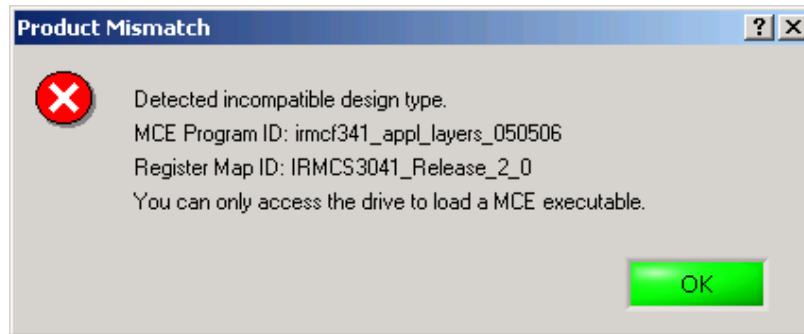 Product Mismatch
Detected incompatible design type.
MCE Program ID: irmcf341_appl_layers_050506
Register Map ID: IRMCS3041_Release_2_0
You can only access the drive to load a MCE executable.
OK